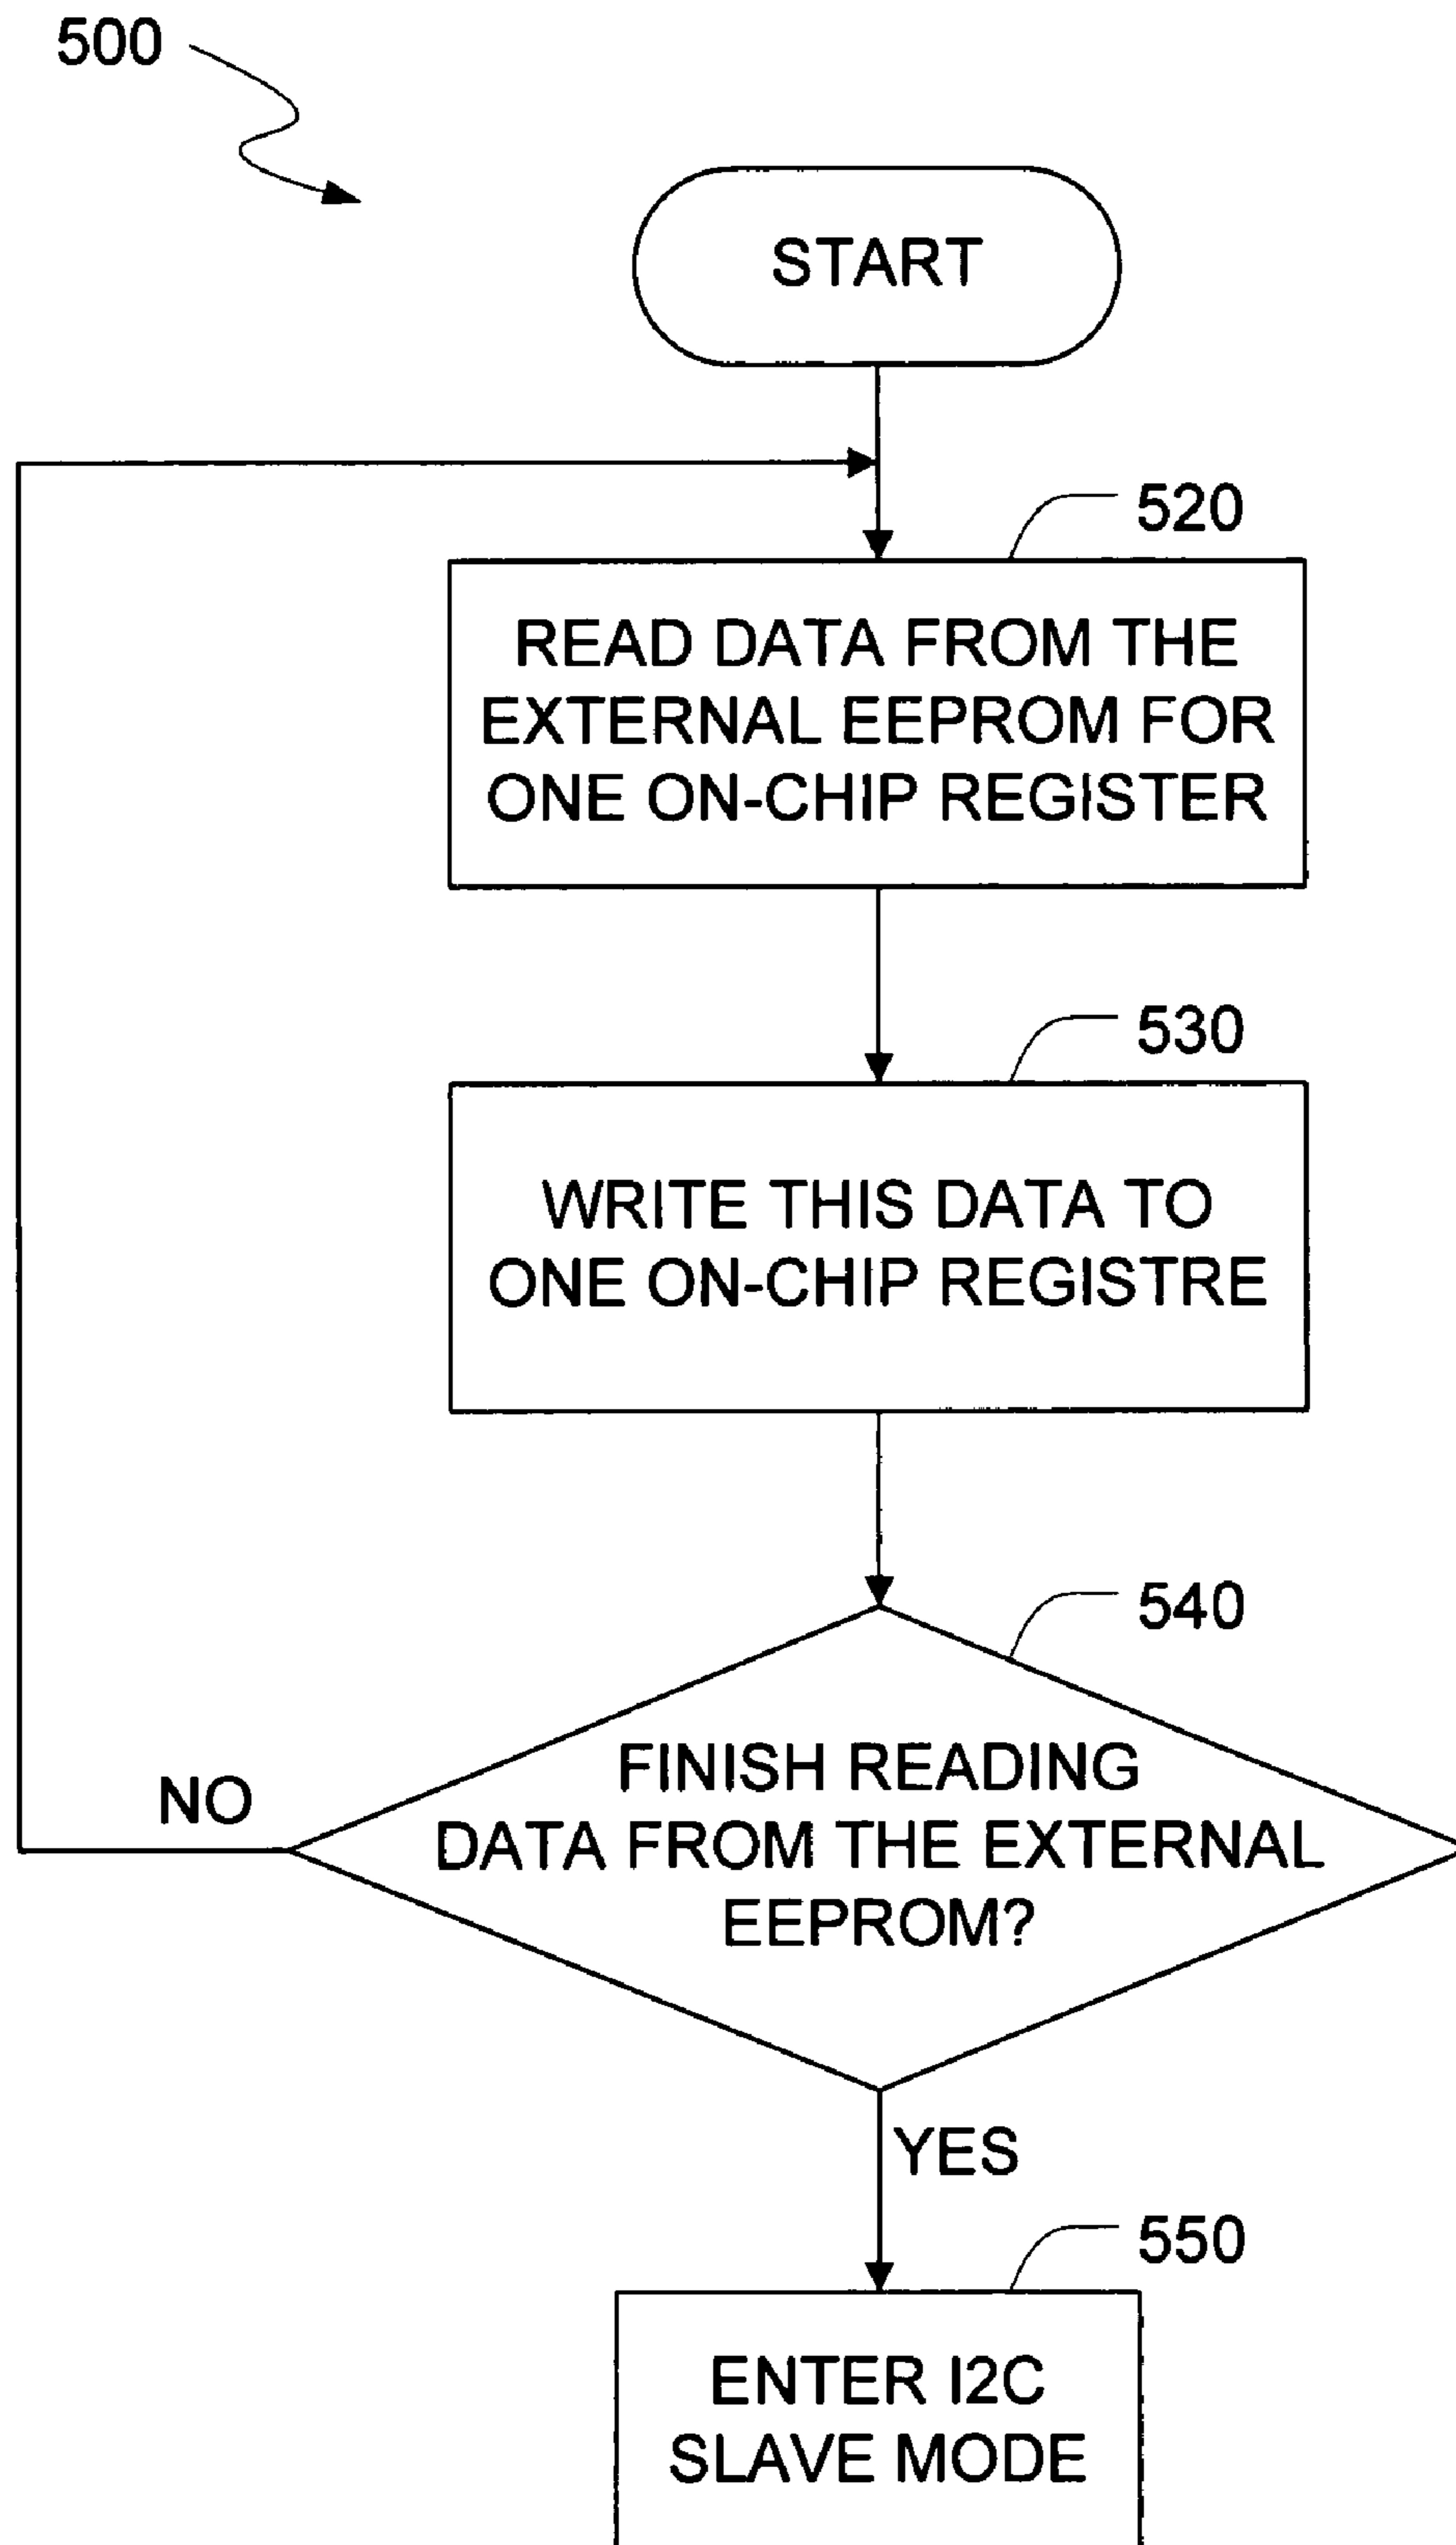 500
START
520
READ DATA FROM THE
EXTERNAL EEPROM FOR
ONE ON-CHIP REGISTER
530
WRITE THIS DATA TO
ONE ON-CHIP REGISTRE
540
FINISH READING
DATA FROM THE EXTERNAL
EEPROM?
NO
YES
550
ENTER I2C
SLAVE MODE